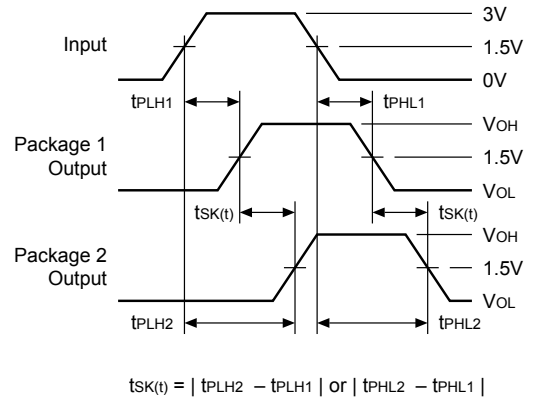 3V
Input
1.5V
0V
tPLH1
tPHL1
VOH
Package 1
Output
1.5V
VOL
tSK(t)
tSK(t)
VOH
Package 2
Output
1.5V
VOL
tPLH2
tPHL2
tSK(t) = | tPLH2 – tPLH1 | or | tPHL2 – tPHL1 |